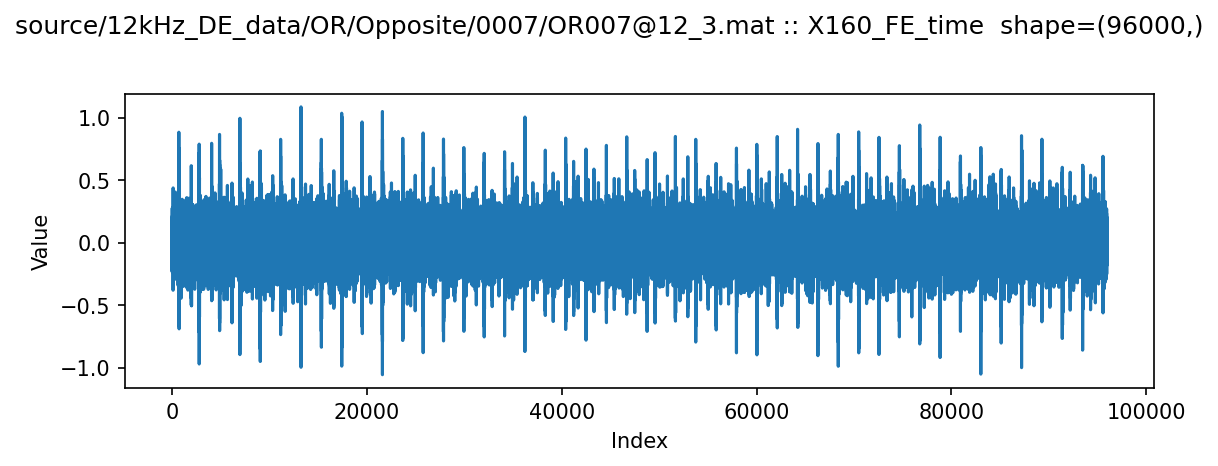 source/12kHz_DE_data/OR/Opposite/0007/OR007@12_3.mat :: X160_FE_time  shape=(96000,)
1.0
0.5
0.0
−0.5
−1.0
Value
0 20000 40000 60000 80000 100000
Index